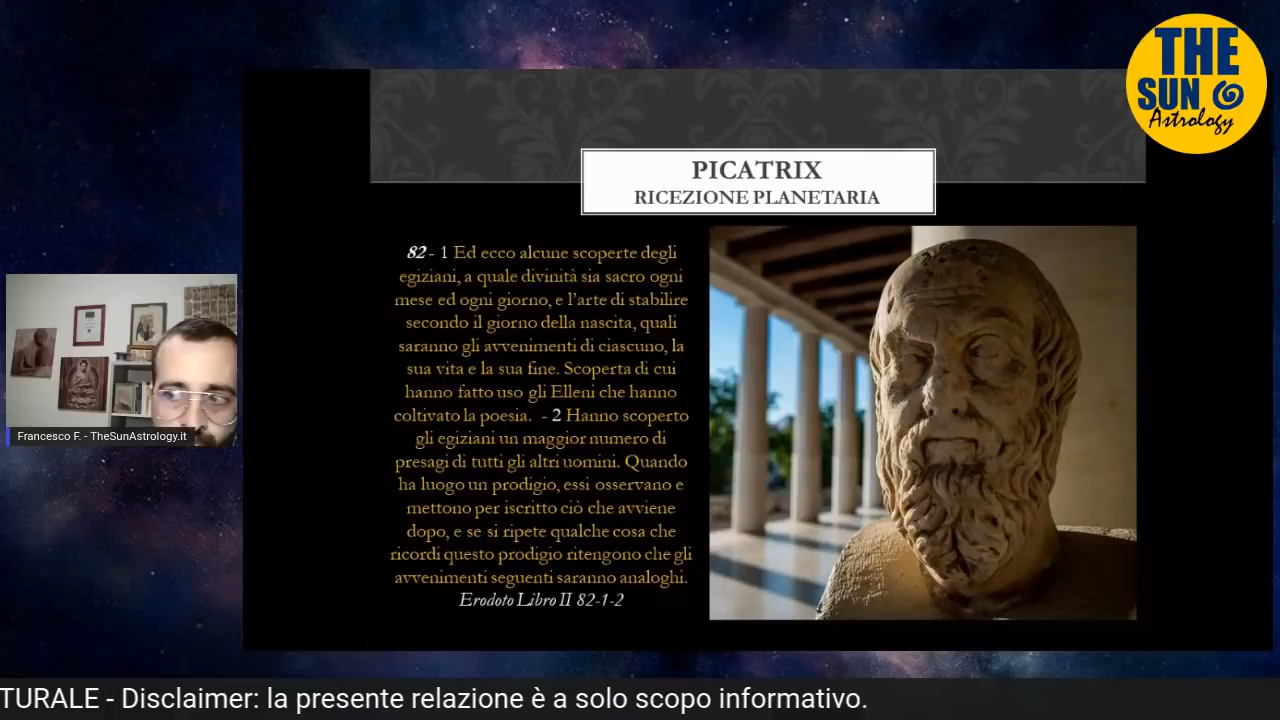 THE
SUN
Astrology
PICATRIX
RICEZIONE PLANETARIA
82 - 1 Ed ecco alcune scoperte degli
egiziani, a quale divinità sia sacro ogni
mese ed ogni giorno, e l'arte di stabilire
secondo il giorno della nascita, quali
saranno gli avvenimenti di ciascuno, la
sua vita e la sua fine. Scoperta di cui
hanno fatto uso gli Elleni che hanno
coltivato la poesia. - 2 Hanno scoperto
gli egiziani un maggior numero di
presagi di tutti gli altri uomini. Quando
ha luogo un prodigio, essi osservano e
mettono per iscritto ciò che avviene
dopo, e se si ripete qualche cosa che
ricordi questo prodigio ritengono che gli
avvenimenti seguenti saranno analoghi.
Erodoto Libro II 82-1-2
Francesco F. - TheSunAstrology.it
TURALE - Disclaimer: la presente relazione è a solo scopo informativo.